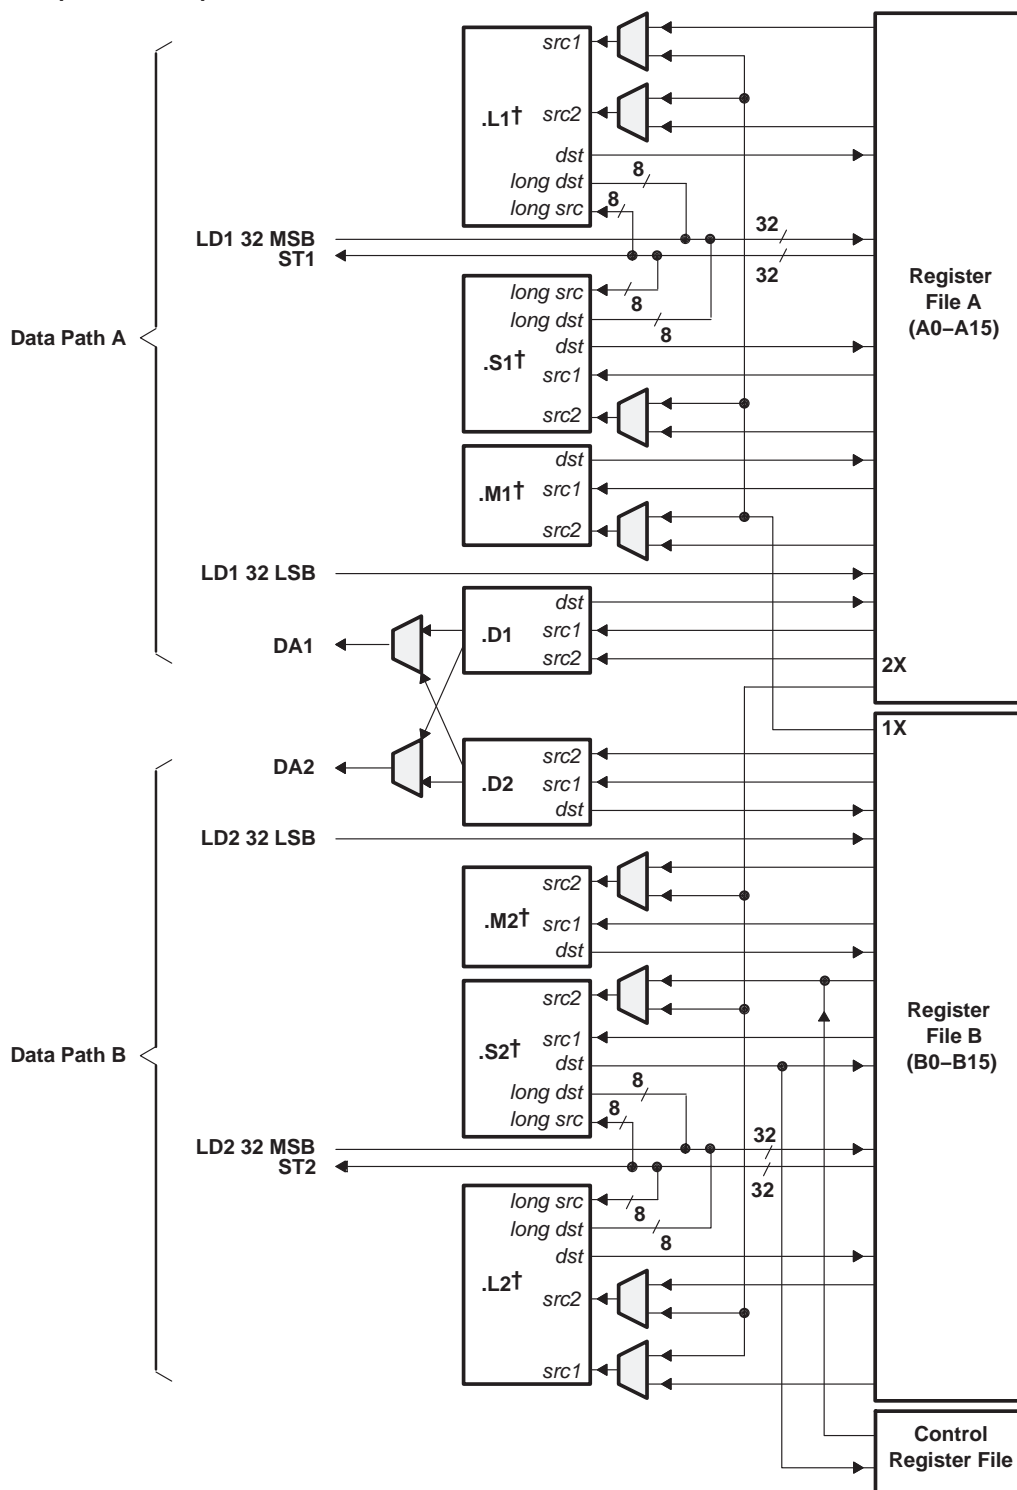 src1
.L1† src2
dst
8
long dst
8
long src
LD1 32 MSB
32
ST1
32
Register
File A
(A0–A15)
long src
8
long dst
8
Data Path A
dst
.S1†
src1
src2
dst
.M1† src1
src2
LD1 32 LSB
dst
.D1 src1
DA1
src2
2X
1X
src2
DA2
.D2 src1
dst
LD2 32 LSB
src2
.M2† src1
dst
src2
Register
File B
(B0–B15)
src1
.S2†
Data Path B
dst
8
long dst
8
long src
32
LD2 32 MSB
ST2
32
long src
8
long dst
8
dst
.L2†
src2
src1
Control
Register File